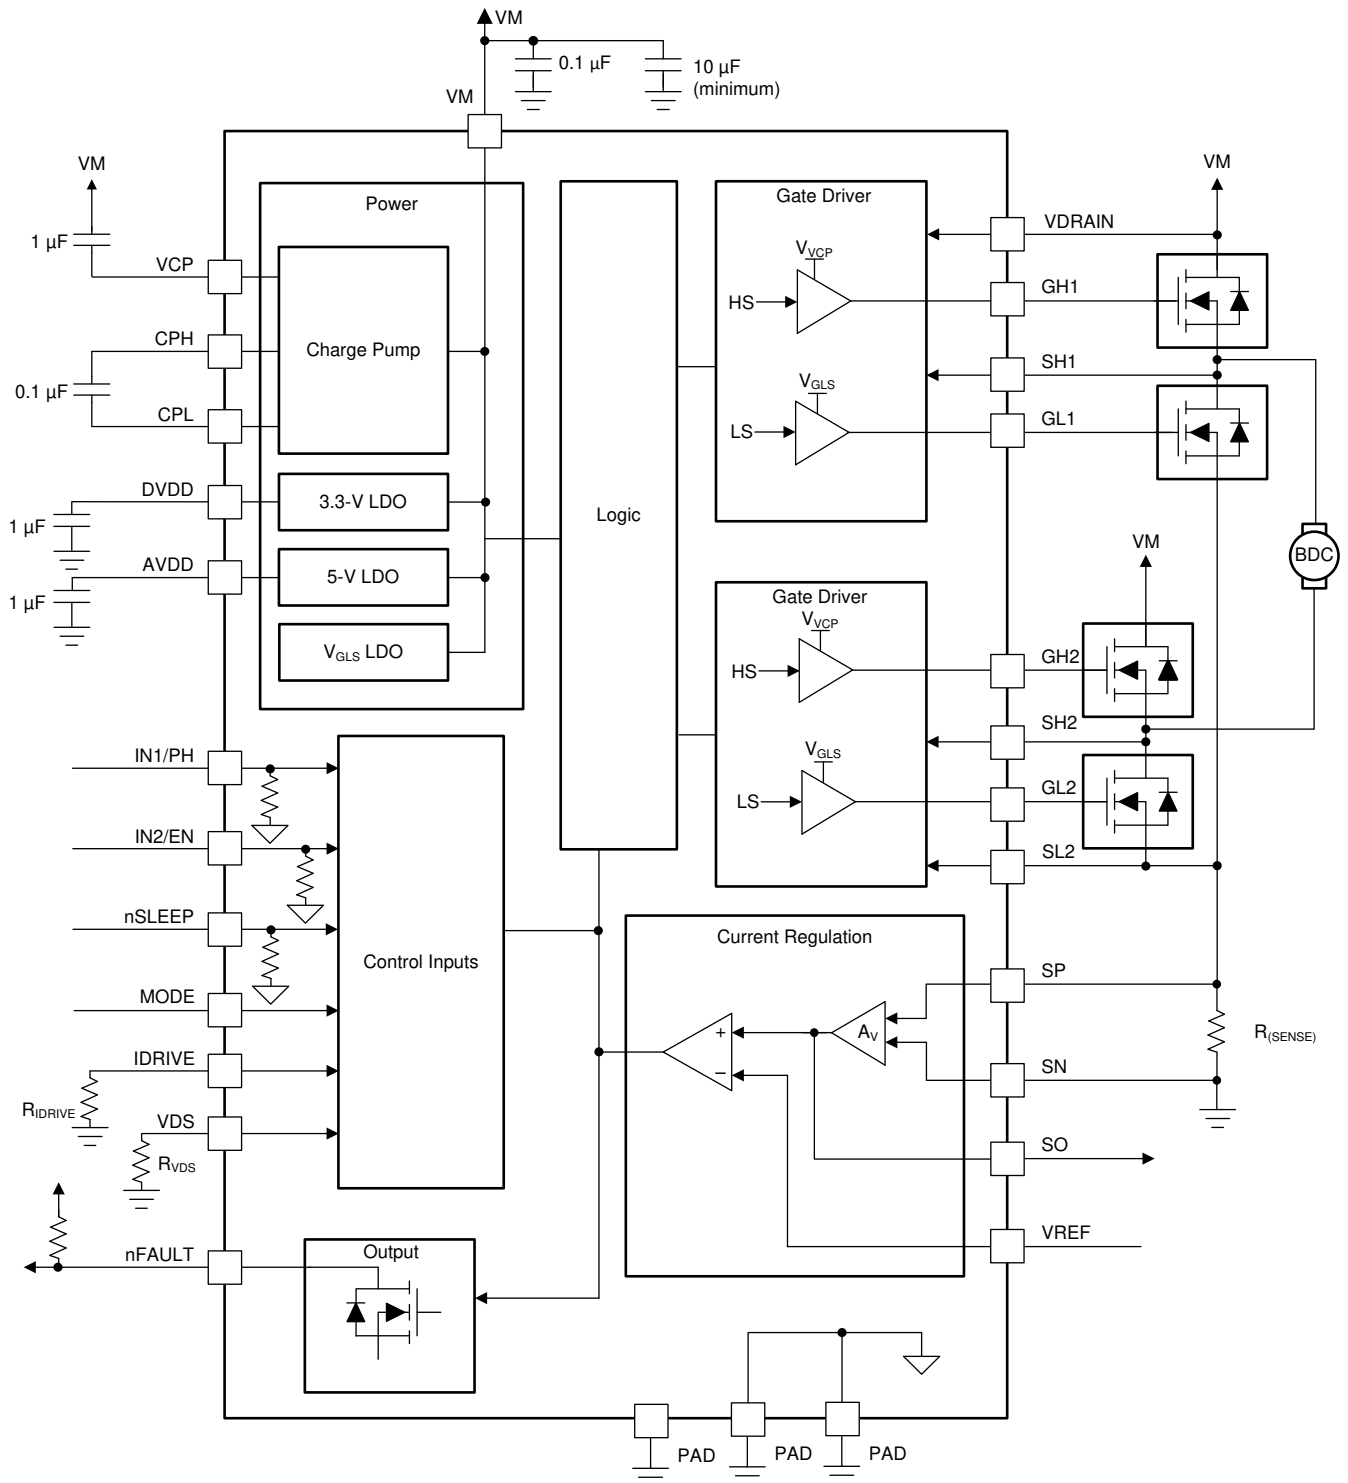 VM
0.1 µF
10 µF
(minimum)
VM
VM
1 µF
VCP
CPH
0.1 µF
CPL
DVDD
1 µF
AVDD
1 µF
Power
Charge Pump
3.3-V LDO
5-V LDO
VGLS LDO
Logic
Gate Driver
VVCP
HS
VGLS
LS
Gate Driver
VVCP
HS
VGLS
LS
VM
VDRAIN
GH1
SH1
GL1
BDC
VM
GH2
SH2
GL2
SL2
IN1/PH
IN2/EN
nSLEEP
MODE
IDRIVE
RIDRIVE
VDS
RVDS
nFAULT
Control Inputs
Output
Current Regulation
+
–
AV
SP
R(SENSE)
SN
SO
VREF
PAD
PAD
PAD